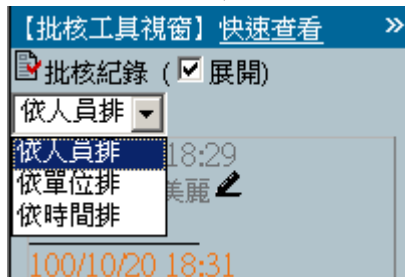 【批核工具視窗】快速查看 »
批核紀錄 (展開)
依人員排
依人員排
18:29
依單位排
美麗
依時間排
100/10/20 18:31